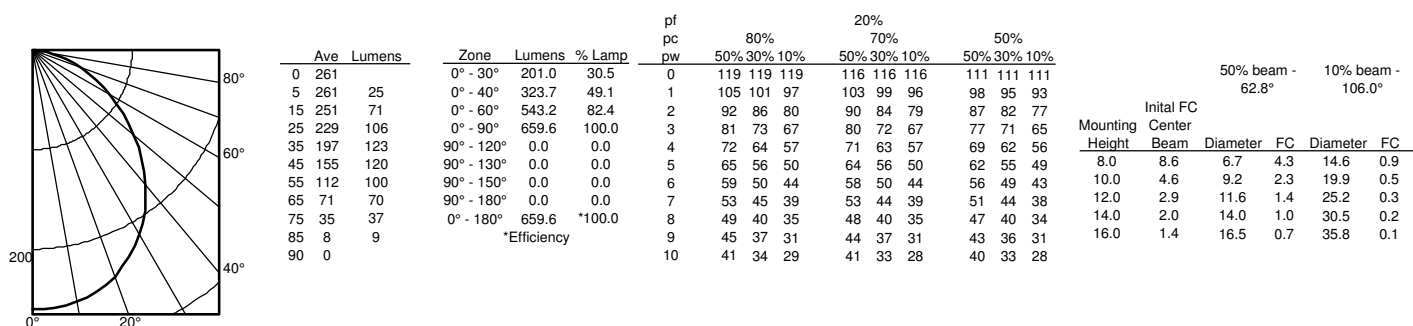 80°
60°
200
40°
0° 20°
Ave Lumens
0 261
5 261 25
15 251 71
25 229 106
35 197 123
45 155 120
55 112 100
65 71 70
75 35 37
85 8 9
90 0
Zone Lumens % Lamp
0° - 30° 201.0 30.5
0° - 40° 323.7 49.1
0° - 60° 543.2 82.4
0° - 90° 659.6 100.0
90° - 120° 0.0 0.0
90° - 130° 0.0 0.0
90° - 150° 0.0 0.0
90° - 180° 0.0 0.0
0° - 180° 659.6 *100.0
*Efficiency
pf 20%
pc 80% 70% 50%
pw 50% 30% 10% 50% 30% 10% 50% 30% 10%
0 119 119 119 116 116 116 111 111 111
1 105 101 97 103 99 96 98 95 93
2 92 86 80 90 84 79 87 82 77
3 81 73 67 80 72 67 77 71 65
4 72 64 57 71 63 57 69 62 56
5 65 56 50 64 56 50 62 55 49
6 59 50 44 58 50 44 56 49 43
7 53 45 39 53 44 39 51 44 38
8 49 40 35 48 40 35 47 40 34
9 45 37 31 44 37 31 43 36 31
10 41 34 29 41 33 28 40 33 28
50% beam - 10% beam -
62.8° 106.0°
Inital FC
Mounting Center
Height Beam Diameter FC Diameter FC
8.0 8.6 6.7 4.3 14.6 0.9
10.0 4.6 9.2 2.3 19.9 0.5
12.0 2.9 11.6 1.4 25.2 0.3
14.0 2.0 14.0 1.0 30.5 0.2
16.0 1.4 16.5 0.7 35.8 0.1